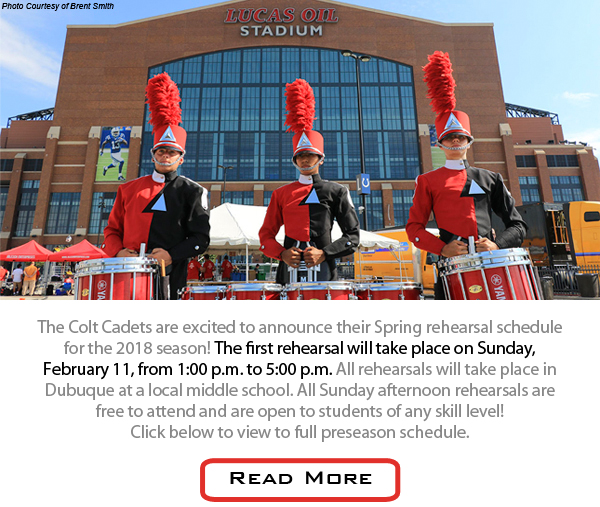 Photo Courtesy of Brent Smith
LUCAS OIL
STADIUM
YAMAHA
The Colt Cadets are excited to announce their Spring rehearsal schedule
for the 2018 season! The first rehearsal will take place on Sunday,
February 11, from 1:00 p.m. to 5:00 p.m. All rehearsals will take place in
Dubuque at a local middle school. All Sunday afternoon rehearsals are
free to attend and are open to students of any skill level!
Click below to view to full preseason schedule.
Read More